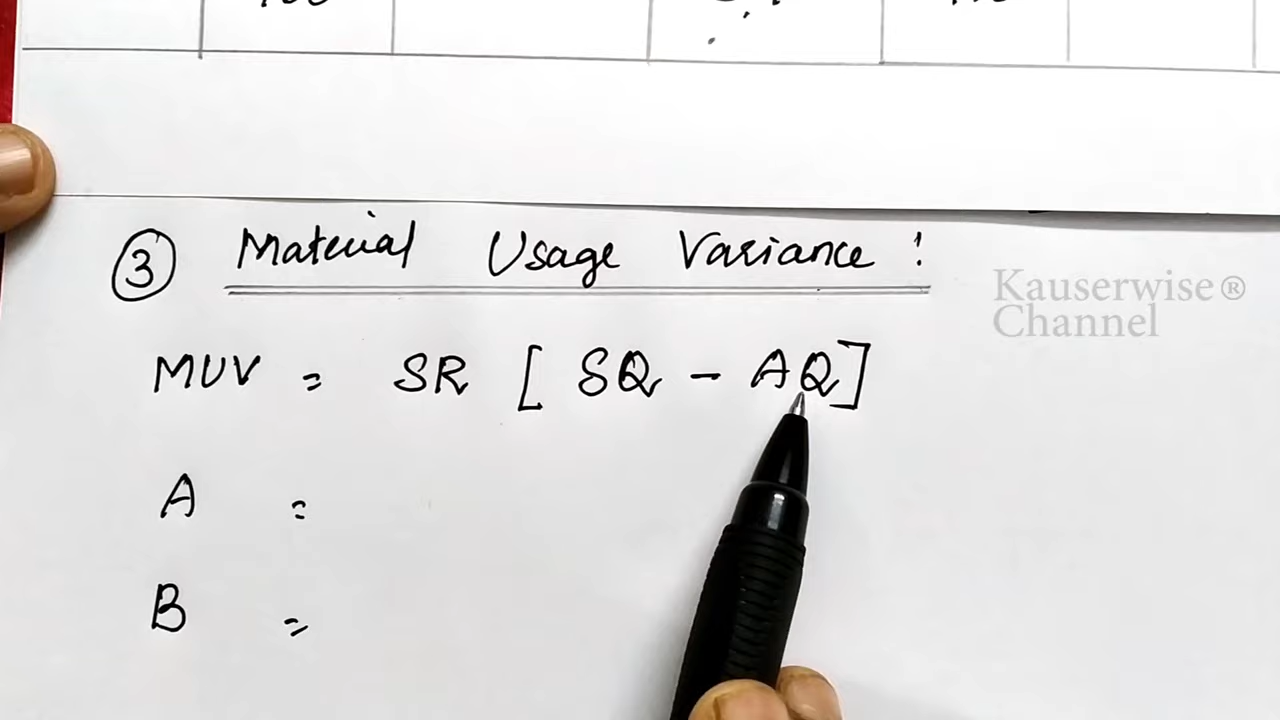 ③ Material Usage Variance :
MUV = SR [ SQ - AQ ]
A =
B =
Kauserwise®
Channel